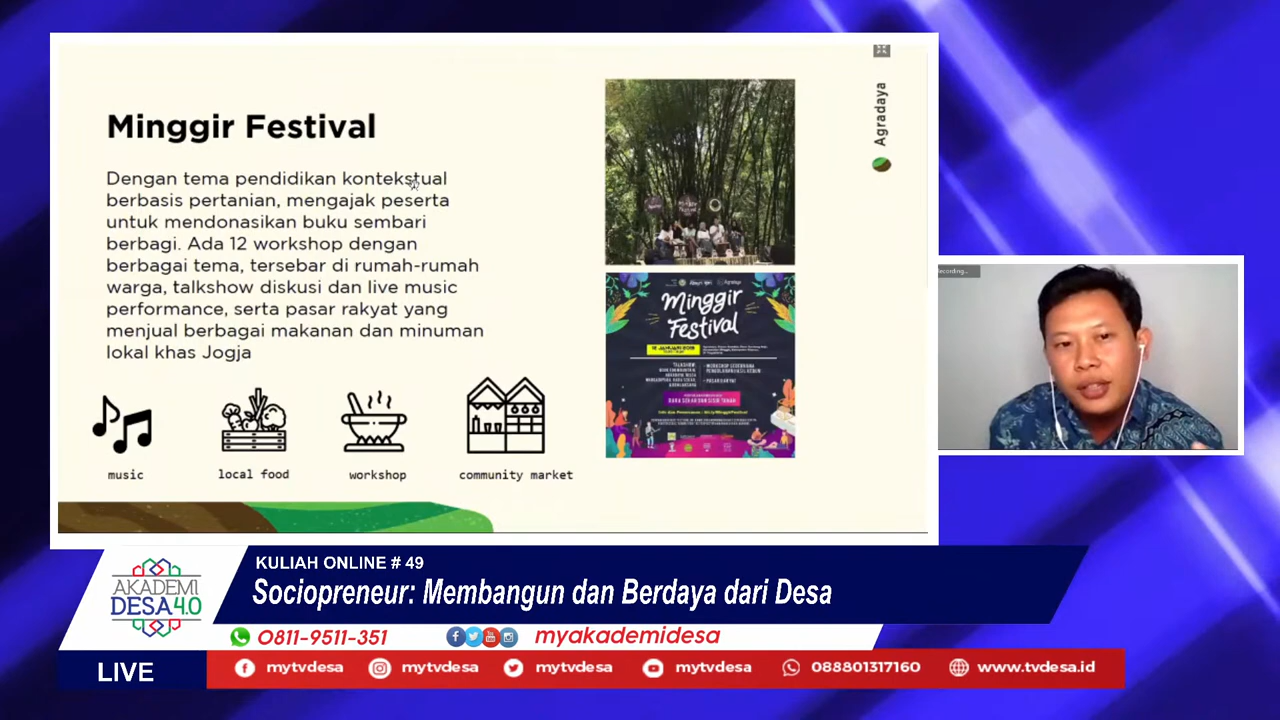 Minggir Festival
Dengan tema pendidikan kontekstual
berbasis pertanian, mengajak peserta
untuk mendonasikan buku sembari
berbagi. Ada 12 workshop dengan
berbagai tema, tersebar di rumah-rumah
warga, talkshow diskusi dan live music
performance, serta pasar rakyat yang
menjual berbagai makanan dan minuman
lokal khas Jogja
music
local food
workshop
community market
Agradaya
Minggir
Festival
TALKSHOW
PASAR RAKYAT
ecording...
KULIAH ONLINE # 49
Sociopreneur: Membangun dan Berdaya dari Desa
AKADEMI
DESA 4.0
0811-9511-351
myakademidesa
LIVE
mytvdesa
mytvdesa
mytvdesa
mytvdesa
088801317160
www.tvdesa.id